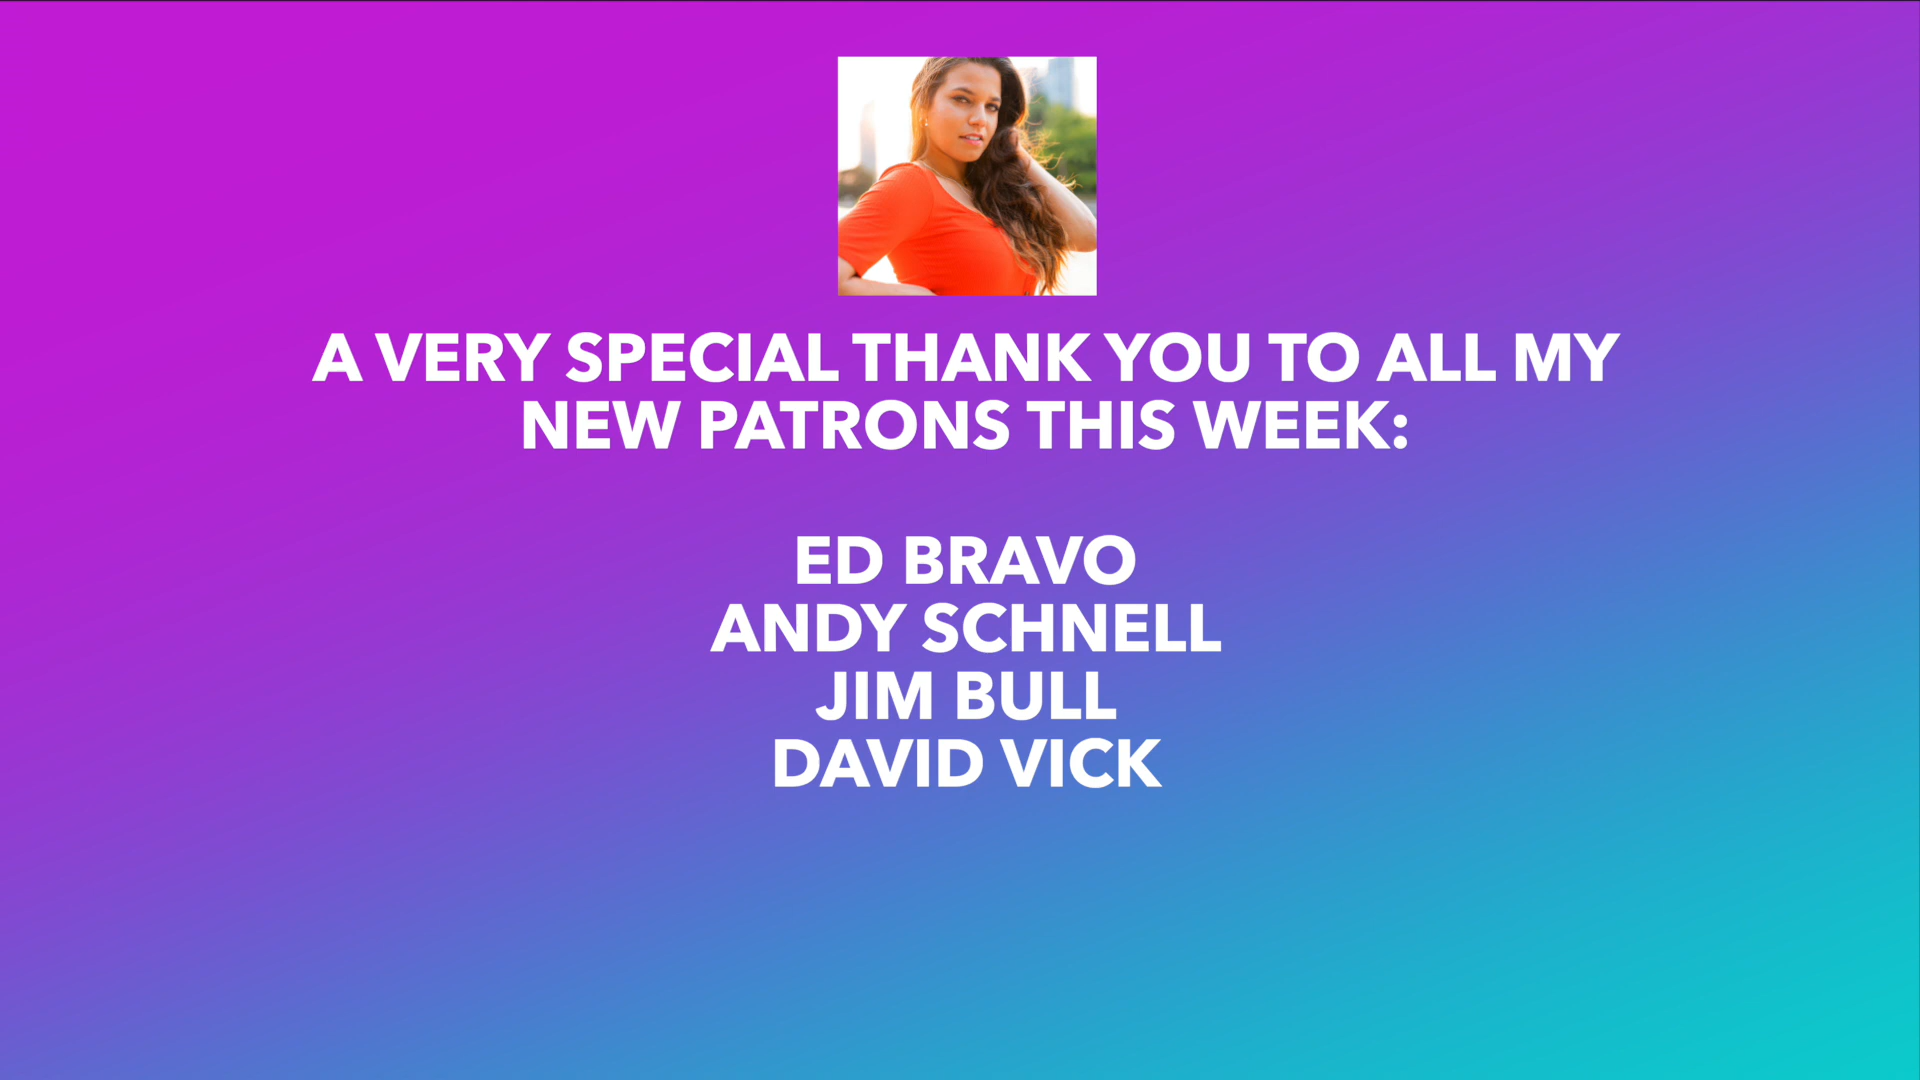 A VERY SPECIAL THANK YOU TO ALL MY
NEW PATRONS THIS WEEK:
ED BRAVO
ANDY SCHNELL
JIM BULL
DAVID VICK